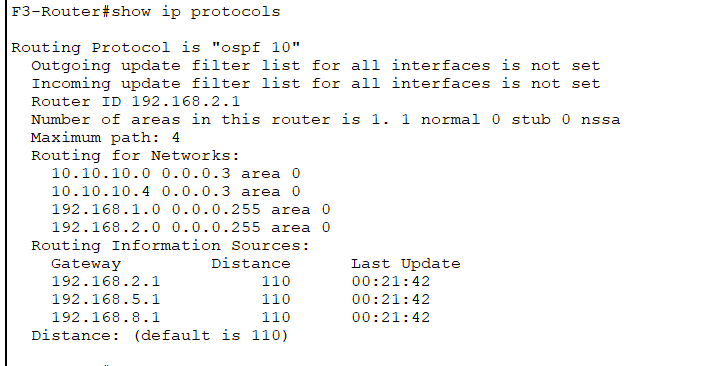 F3-Router#show ip protocols
Routing Protocol is "ospf 10"
Outgoing update filter list for all interfaces is not set
Incoming update filter list for all interfaces is not set
Router ID 192.168.2.1
Number of areas in this router is 1. 1 normal 0 stub 0 nssa
Maximum path: 4
Routing for Networks:
10.10.10.0 0.0.0.3 area 0
10.10.10.4 0.0.0.3 area 0
192.168.1.0 0.0.0.255 area 0
192.168.2.0 0.0.0.255 area 0
Routing Information Sources:
Gateway Distance Last Update
192.168.2.1 110 00:21:42
192.168.5.1 110 00:21:42
192.168.8.1 110 00:21:42
Distance: (default is 110)